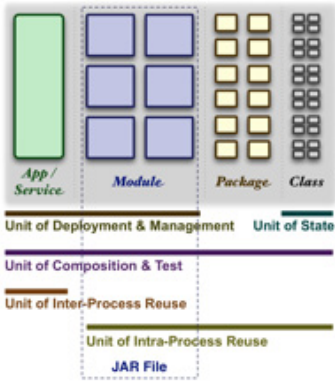 App /
Service
Module
Package
Class
Unit of Deployment & Management
Unit of State
Unit of Composition & Test
Unit of Inter-Process Reuse
Unit of Intra-Process Reuse
JAR File